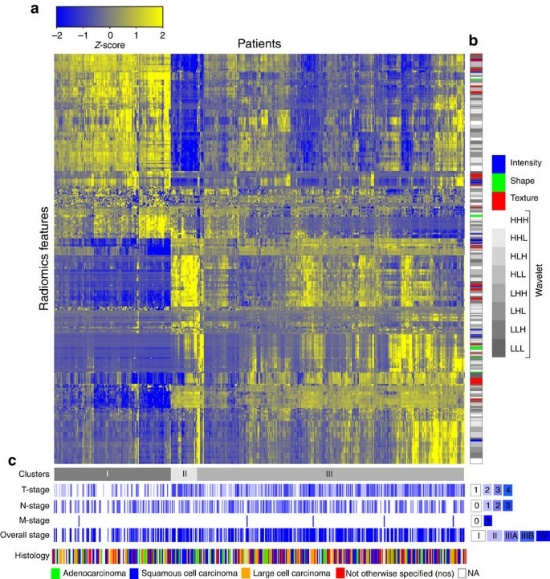 a
−2 −1 0 1 2
Z-score
Patients
b
Radiomics features
Intensity
Shape
Texture
HHH
HHL
HLH
HLL
LHH
LHL
LLH
LLL
Wavelet
c
Clusters I II III
T-stage 1 2 3 4
N-stage 0 1 2 3
M-stage 0
Overall stage I II IIIA IIIB
Histology
Adenocarcinoma Squamous cell carcinoma Large cell carcinoma Not otherwise specified (nos) NA